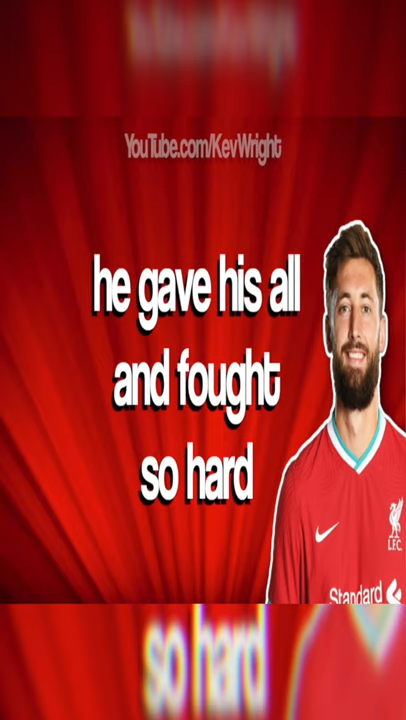 YouTube.com/KevWright
he gave his all
and fought
so hard
L.F.C.
Standard
so hard